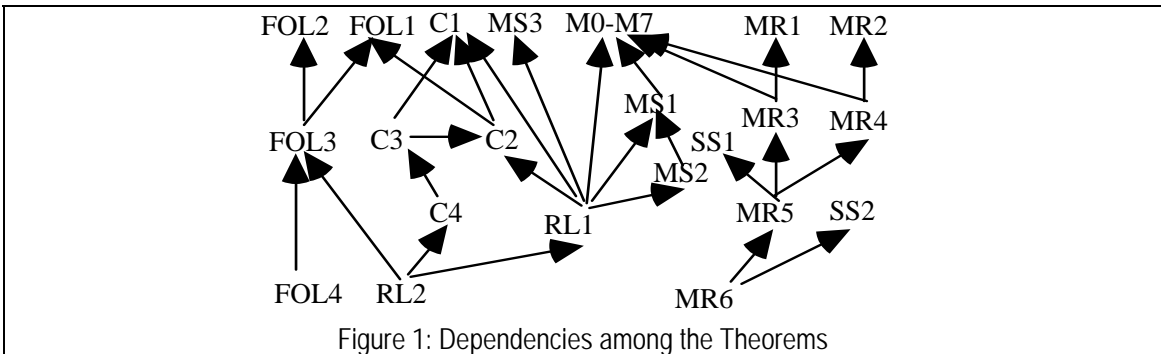 FOL2 FOL1 C1 MS3 M0-M7 MR1 MR2
MS1
FOL3 C3 C2 SS1 MR3 MR4
MS2
C4 RL1 MR5 SS2
FOL4 RL2 MR6
Figure 1: Dependencies among the Theorems